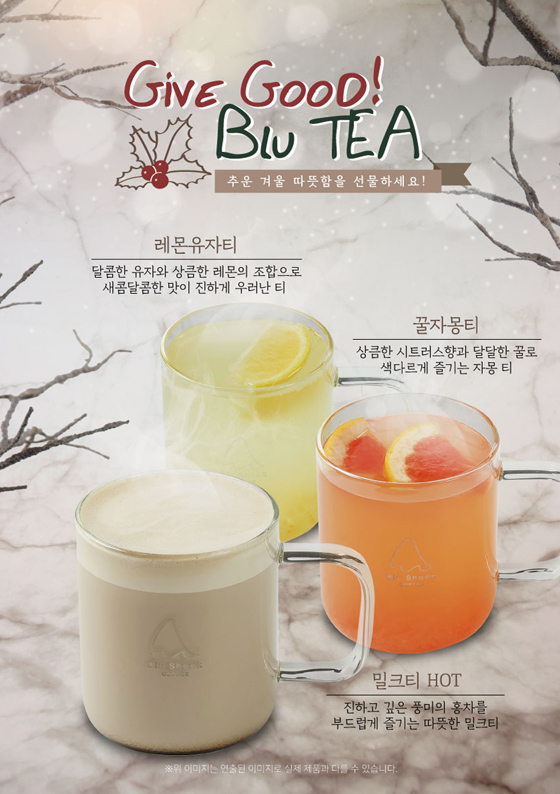 Give Good!
Blu TEA
추운 겨울 따뜻함을 선물하세요!
레몬유자티
달콤한 유자와 상큼한 레몬의 조합으로
새콤달콤한 맛이 진하게 우러난 티
꿀자몽티
상큼한 시트러스향과 달달한 꿀로
색다르게 즐기는 자몽 티
밀크티 HOT
진하고 깊은 풍미의 홍차를
부드럽게 즐기는 따뜻한 밀크티
※위 이미지는 연출된 이미지로 실제 제품과 다를 수 있습니다.